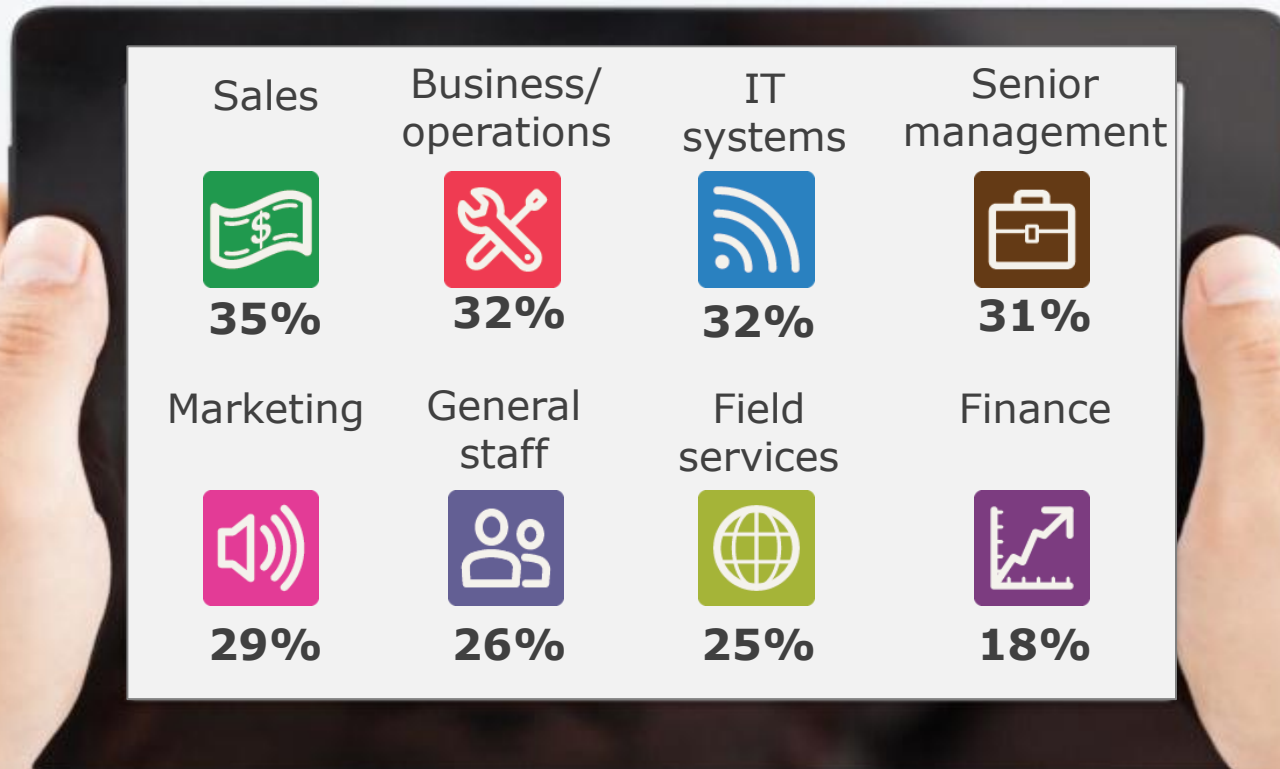 Sales
Business/
operations
IT
systems
Senior
management
$
35%
32%
32%
31%
Marketing
General
staff
Field
services
Finance
29%
26%
25%
18%